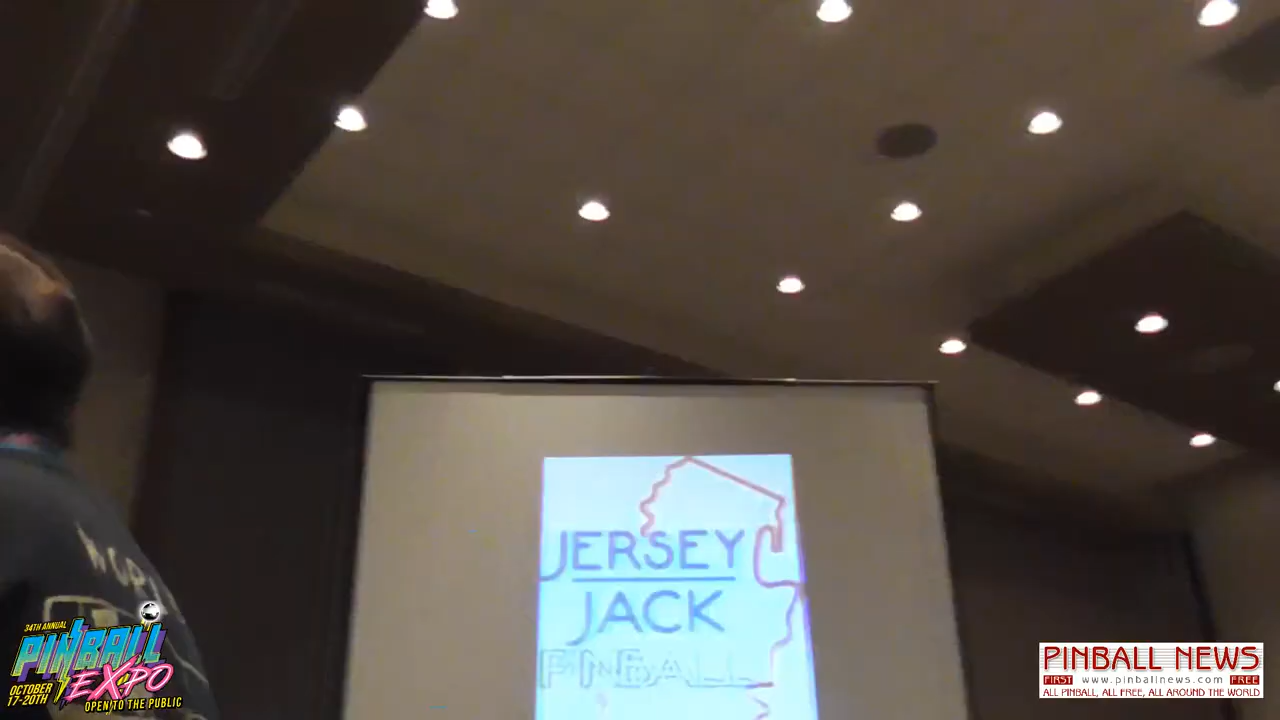 JERSEY
JACK
PINBALL
34TH ANNUAL
PINBALL
EXPO
OCTOBER
17-20TH
OPEN TO THE PUBLIC
PINBALL NEWS
FIRST www.pinballnews.com FREE
ALL PINBALL, ALL FREE, ALL AROUND THE WORLD